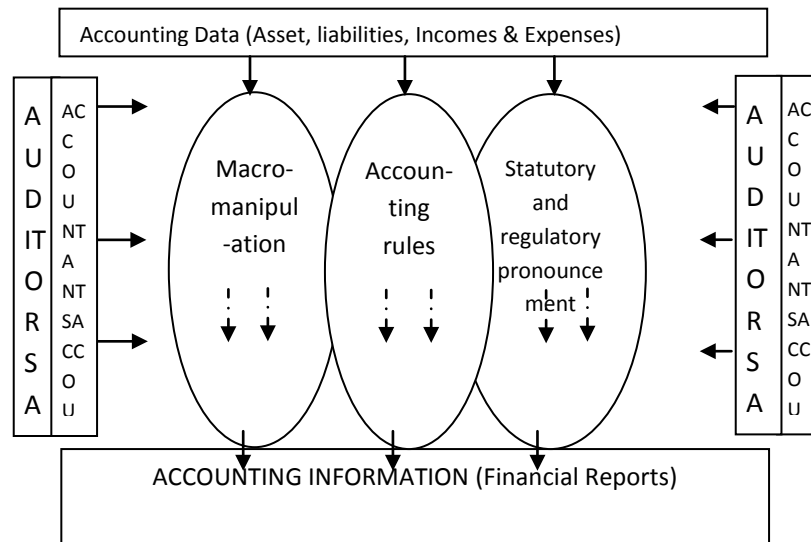 Accounting Data (Asset, liabilities, Incomes & Expenses)
A
U
D
IT
O
R
S
A
AC
C
O
U
NT
A
NT
SA
CC
O
U
Macro-
manipul
-ation
Accoun-
ting
rules
Statutory
and
regulatory
pronounce
ment
A
U
D
IT
O
R
S
A
AC
C
O
U
NT
A
NT
SA
CC
O
U
ACCOUNTING INFORMATION (Financial Reports)